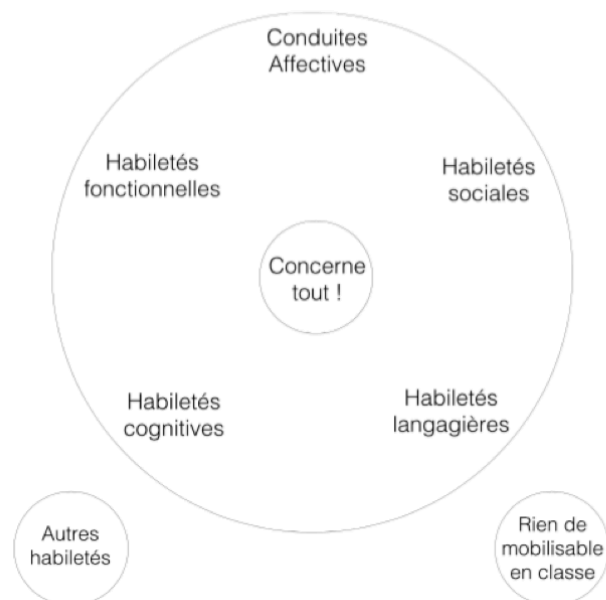 Conduites
Affectives
Habiletés
fonctionnelles
Habiletés
sociales
Concerne
tout !
Habiletés
cognitives
Habiletés
langagières
Autres
habiletés
Rien de
mobilisable
en classe